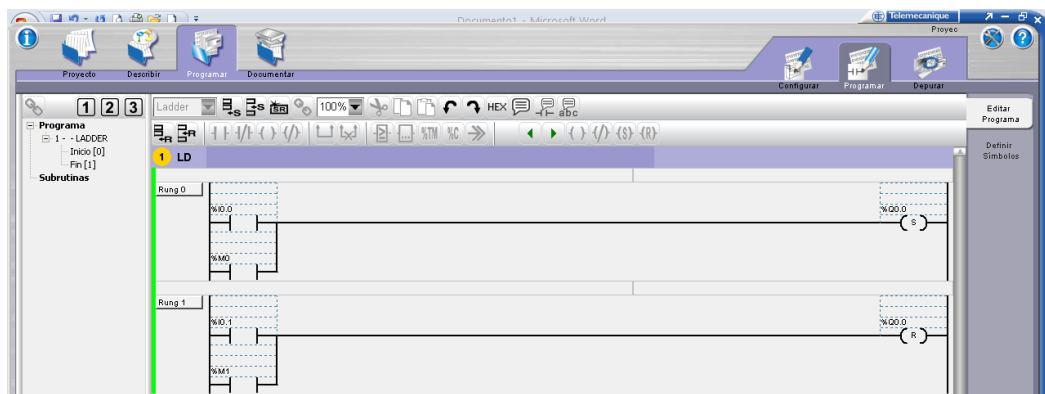 Documento1 - Microsoft Word
Telemecanique
Proyec
Proyecto
Describir
Programar
Documentar
Configurar
Programar
Depurar
1 2 3
Ladder
100%
HEX
abc
%TM %C
(S) (R)
Editar
Programa
Definir
Símbolos
Programa
1 - - LADDER
Inicio [0]
Fin [1]
Subrutinas
1 LD
Rung 0
%I0.0
%Q0.0
S
%M0
Rung 1
%I0.1
%Q0.0
R
%M1